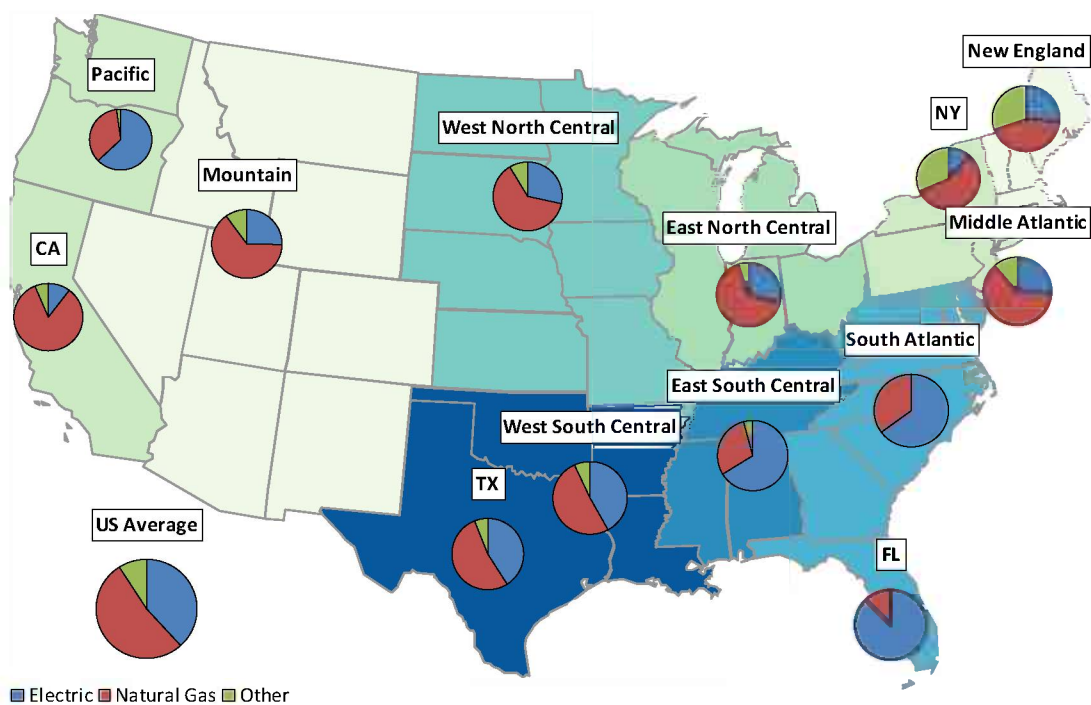 New England
Pacific
NY
West North Central
Mountain
East North Central
Middle Atlantic
CA
South Atlantic
East South Central
West South Central
TX
US Average
FL
Electric Natural Gas Other